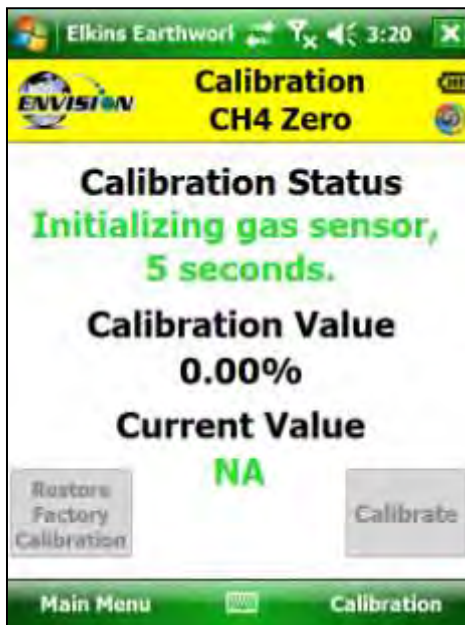 Elkins Earthworl 3:20
ENVISION
Calibration
CH4 Zero
Calibration Status
Initializing gas sensor,
5 seconds.
Calibration Value
0.00%
Current Value
NA
Restore
Factory
Calibration
Calibrate
Main Menu Calibration